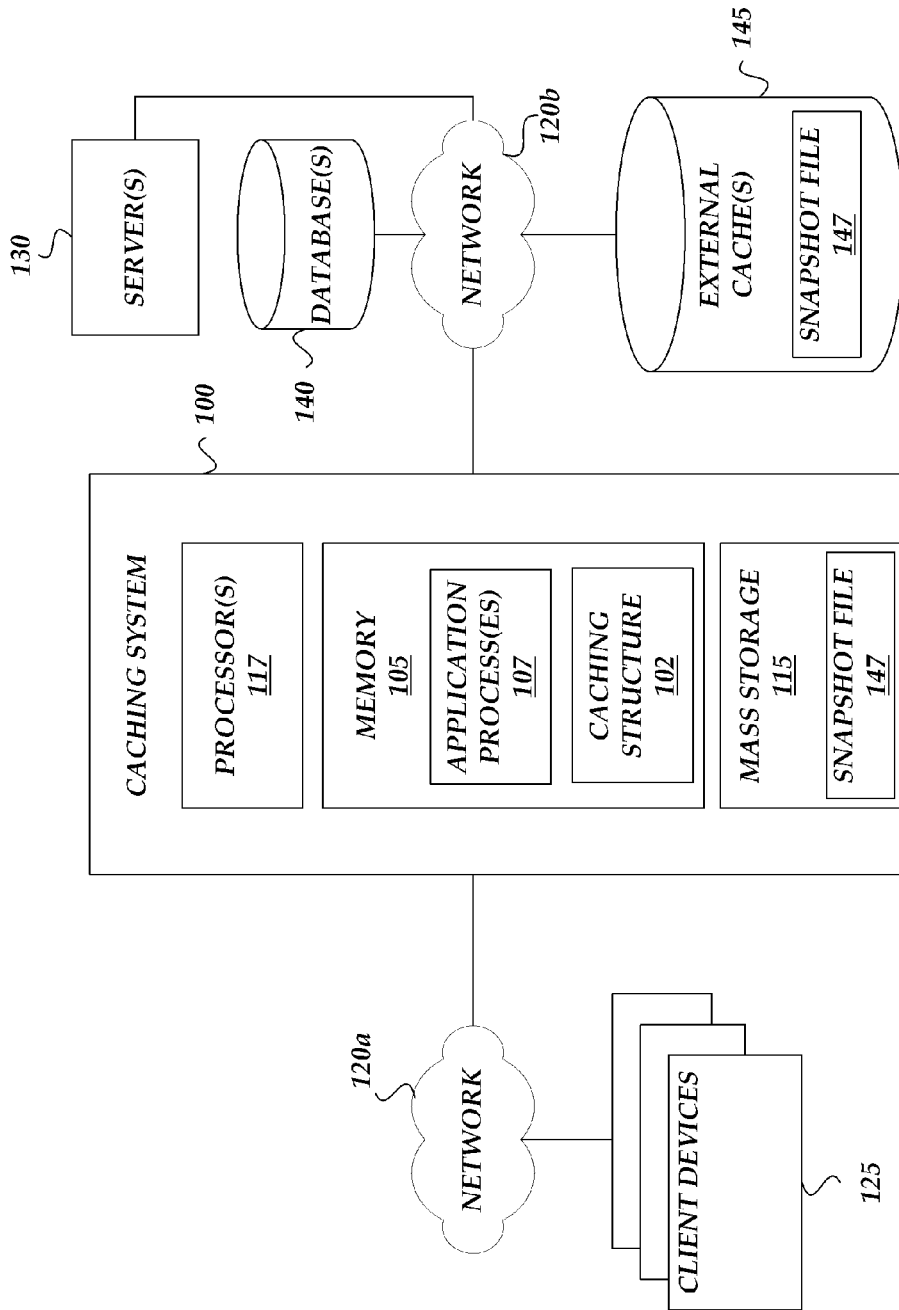 CACHING SYSTEM
100
PROCESSOR(S)
117
MEMORY
105
APPLICATION
PROCESS(ES)
107
CACHING
STRUCTURE
102
MASS STORAGE
115
SNAPSHOT FILE
147
120a
NETWORK
CLIENT DEVICES
125
130
SERVER(S)
DATABASE(S)
140
NETWORK
120b
145
EXTERNAL
CACHE(S)
SNAPSHOT FILE
147